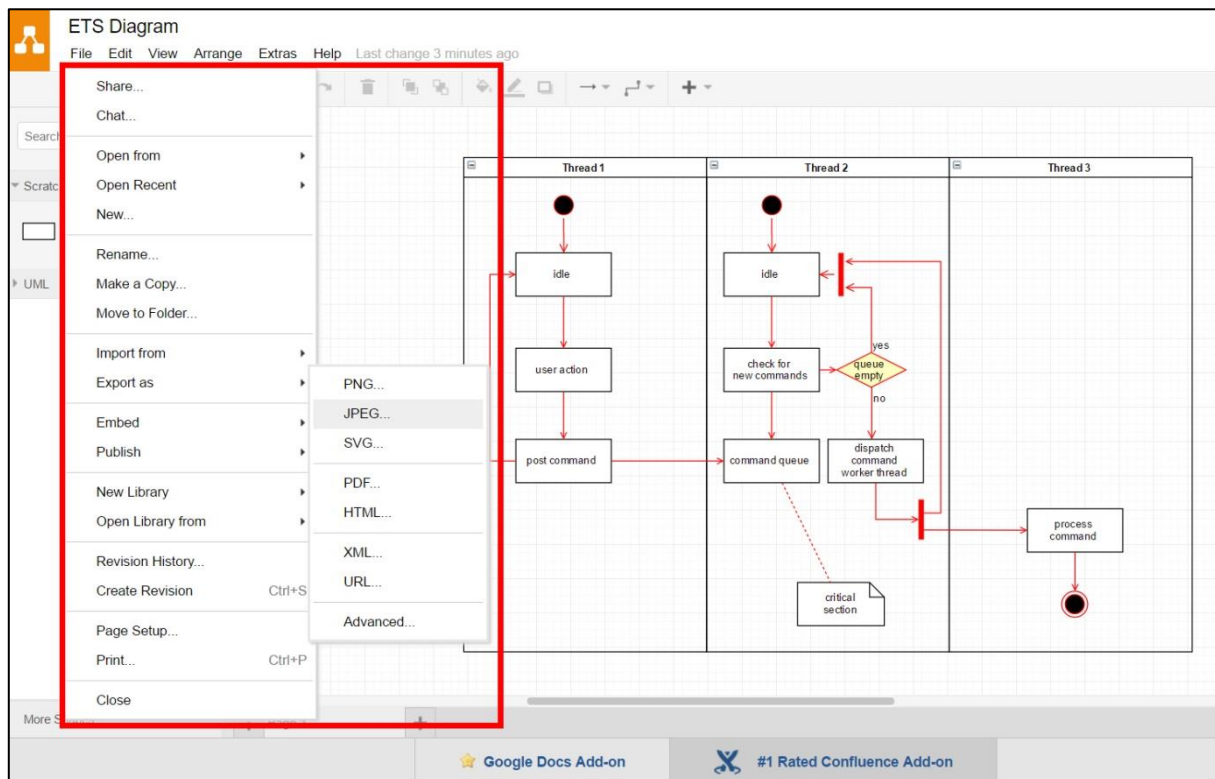 ETS Diagram
File Edit View Arrange Extras Help Last change 3 minutes ago
Share...
Chat...
Open from
Open Recent
New...
Rename...
Make a Copy...
Move to Folder...
Import from
Export as
Embed
Publish
New Library
Open Library from
Revision History...
Create Revision Ctrl+S
Page Setup...
Print... Ctrl+P
Close
PNG...
JPEG...
SVG...
PDF...
HTML...
XML...
URL...
Advanced...
UML
Thread 1
idle
user action
post command
Thread 2
idle
check for
new commands
queue
empty
yes
no
command queue
dispatch
command
worker thread
critical
section
Thread 3
process
command
More
Google Docs Add-on
#1 Rated Confluence Add-on